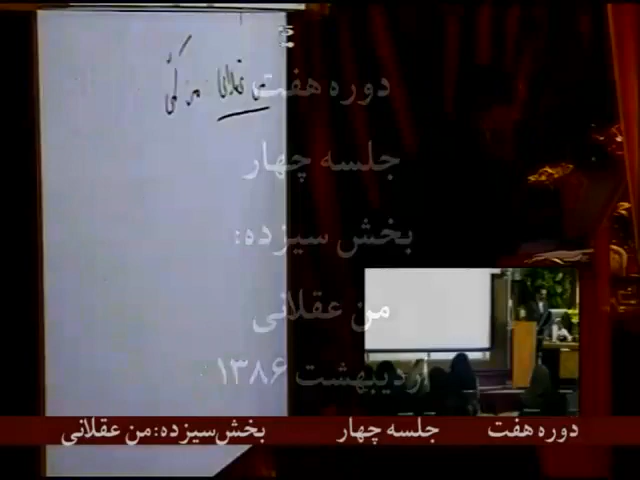 دوره هفت
جلسه چهار
بخش سیزده:
من عقلانی
اردیبهشت ۱۳۸۶
دوره هفت جلسه چهار بخش سیزده: من عقلانی